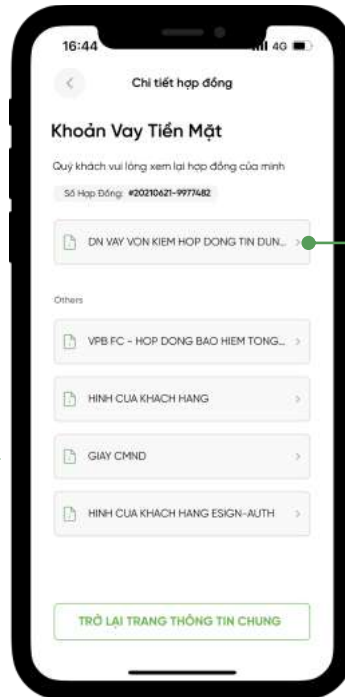 16:44
4G
Chi tiết hợp đồng
Khoản Vay Tiền Mặt
Quý khách vui lòng xem lại hợp đồng của mình
Số Hợp Đồng: #20210621-9977482
DN VAY VON KIEM HOP DONG TIN DUN...
Others
VPB FC - HOP DONG BAO HIEM TONG...
HINH CUA KHACH HANG
GIAY CMND
HINH CUA KHACH HANG ESIGN-AUTH
TRỞ LẠI TRANG THÔNG TIN CHUNG